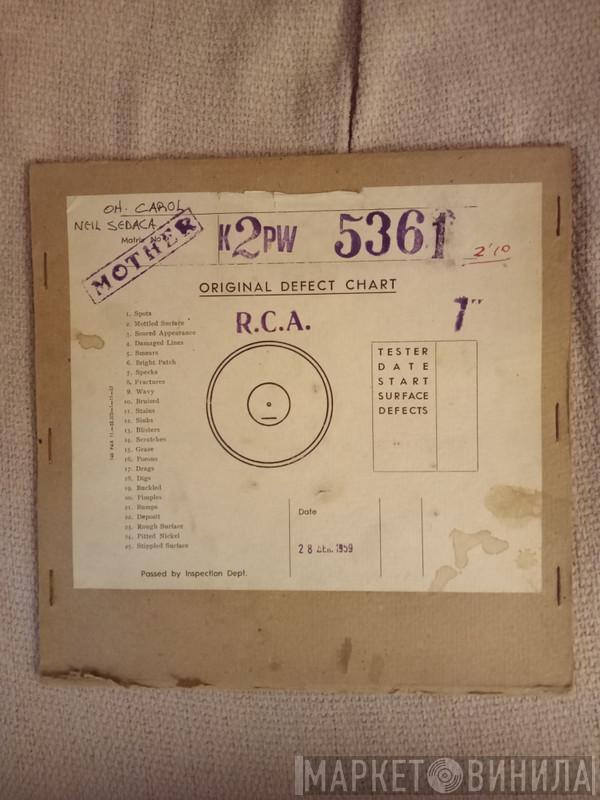 OH. CAROL
NEIL SEDACA
Matrix No.
MOTHER
K2PW 5361
2'10
ORIGINAL DEFECT CHART
R.C.A.
7"
1. Spots
2. Mottled Surface
3. Scored Appearance
4. Damaged Lines
5. Smears
6. Bright Patch
7. Specks
8. Fractures
9. Wavy
10. Bruised
11. Stains
12. Sinks
13. Blisters
14. Scratches
15. Graze
16. Porous
17. Drags
18. Digs
19. Buckled
20. Pimples
21. Bumps
22. Deposit
23. Rough Surface
24. Pitted Nickel
25. Stippled Surface
TESTER
DATE
START
SURFACE
DEFECTS
Date
28 1959
Passed by Inspection Dept.
МАРКЕТ ВИНИЛА